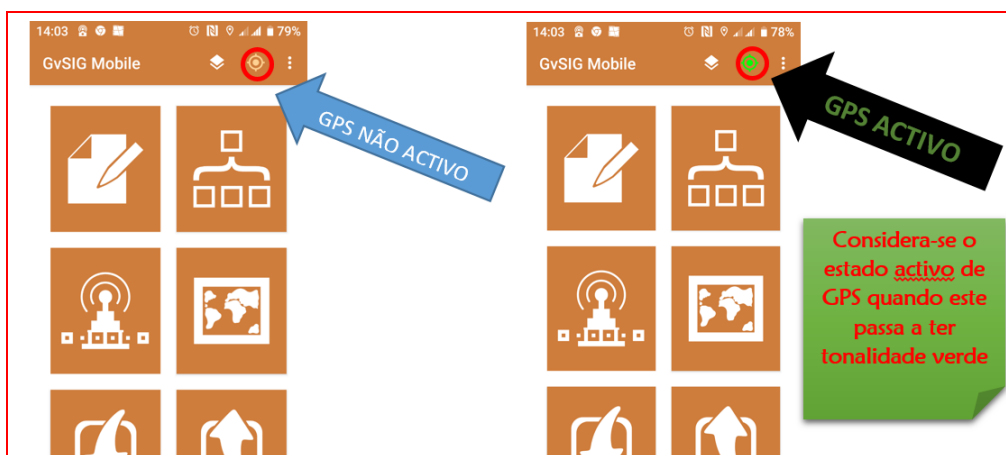 14:03 79%
GvSIG Mobile
GPS NÃO ACTIVO
14:03 78%
GvSIG Mobile
GPS ACTIVO
Considera-se o
estado activo de
GPS quando este
passa a ter
tonalidade verde